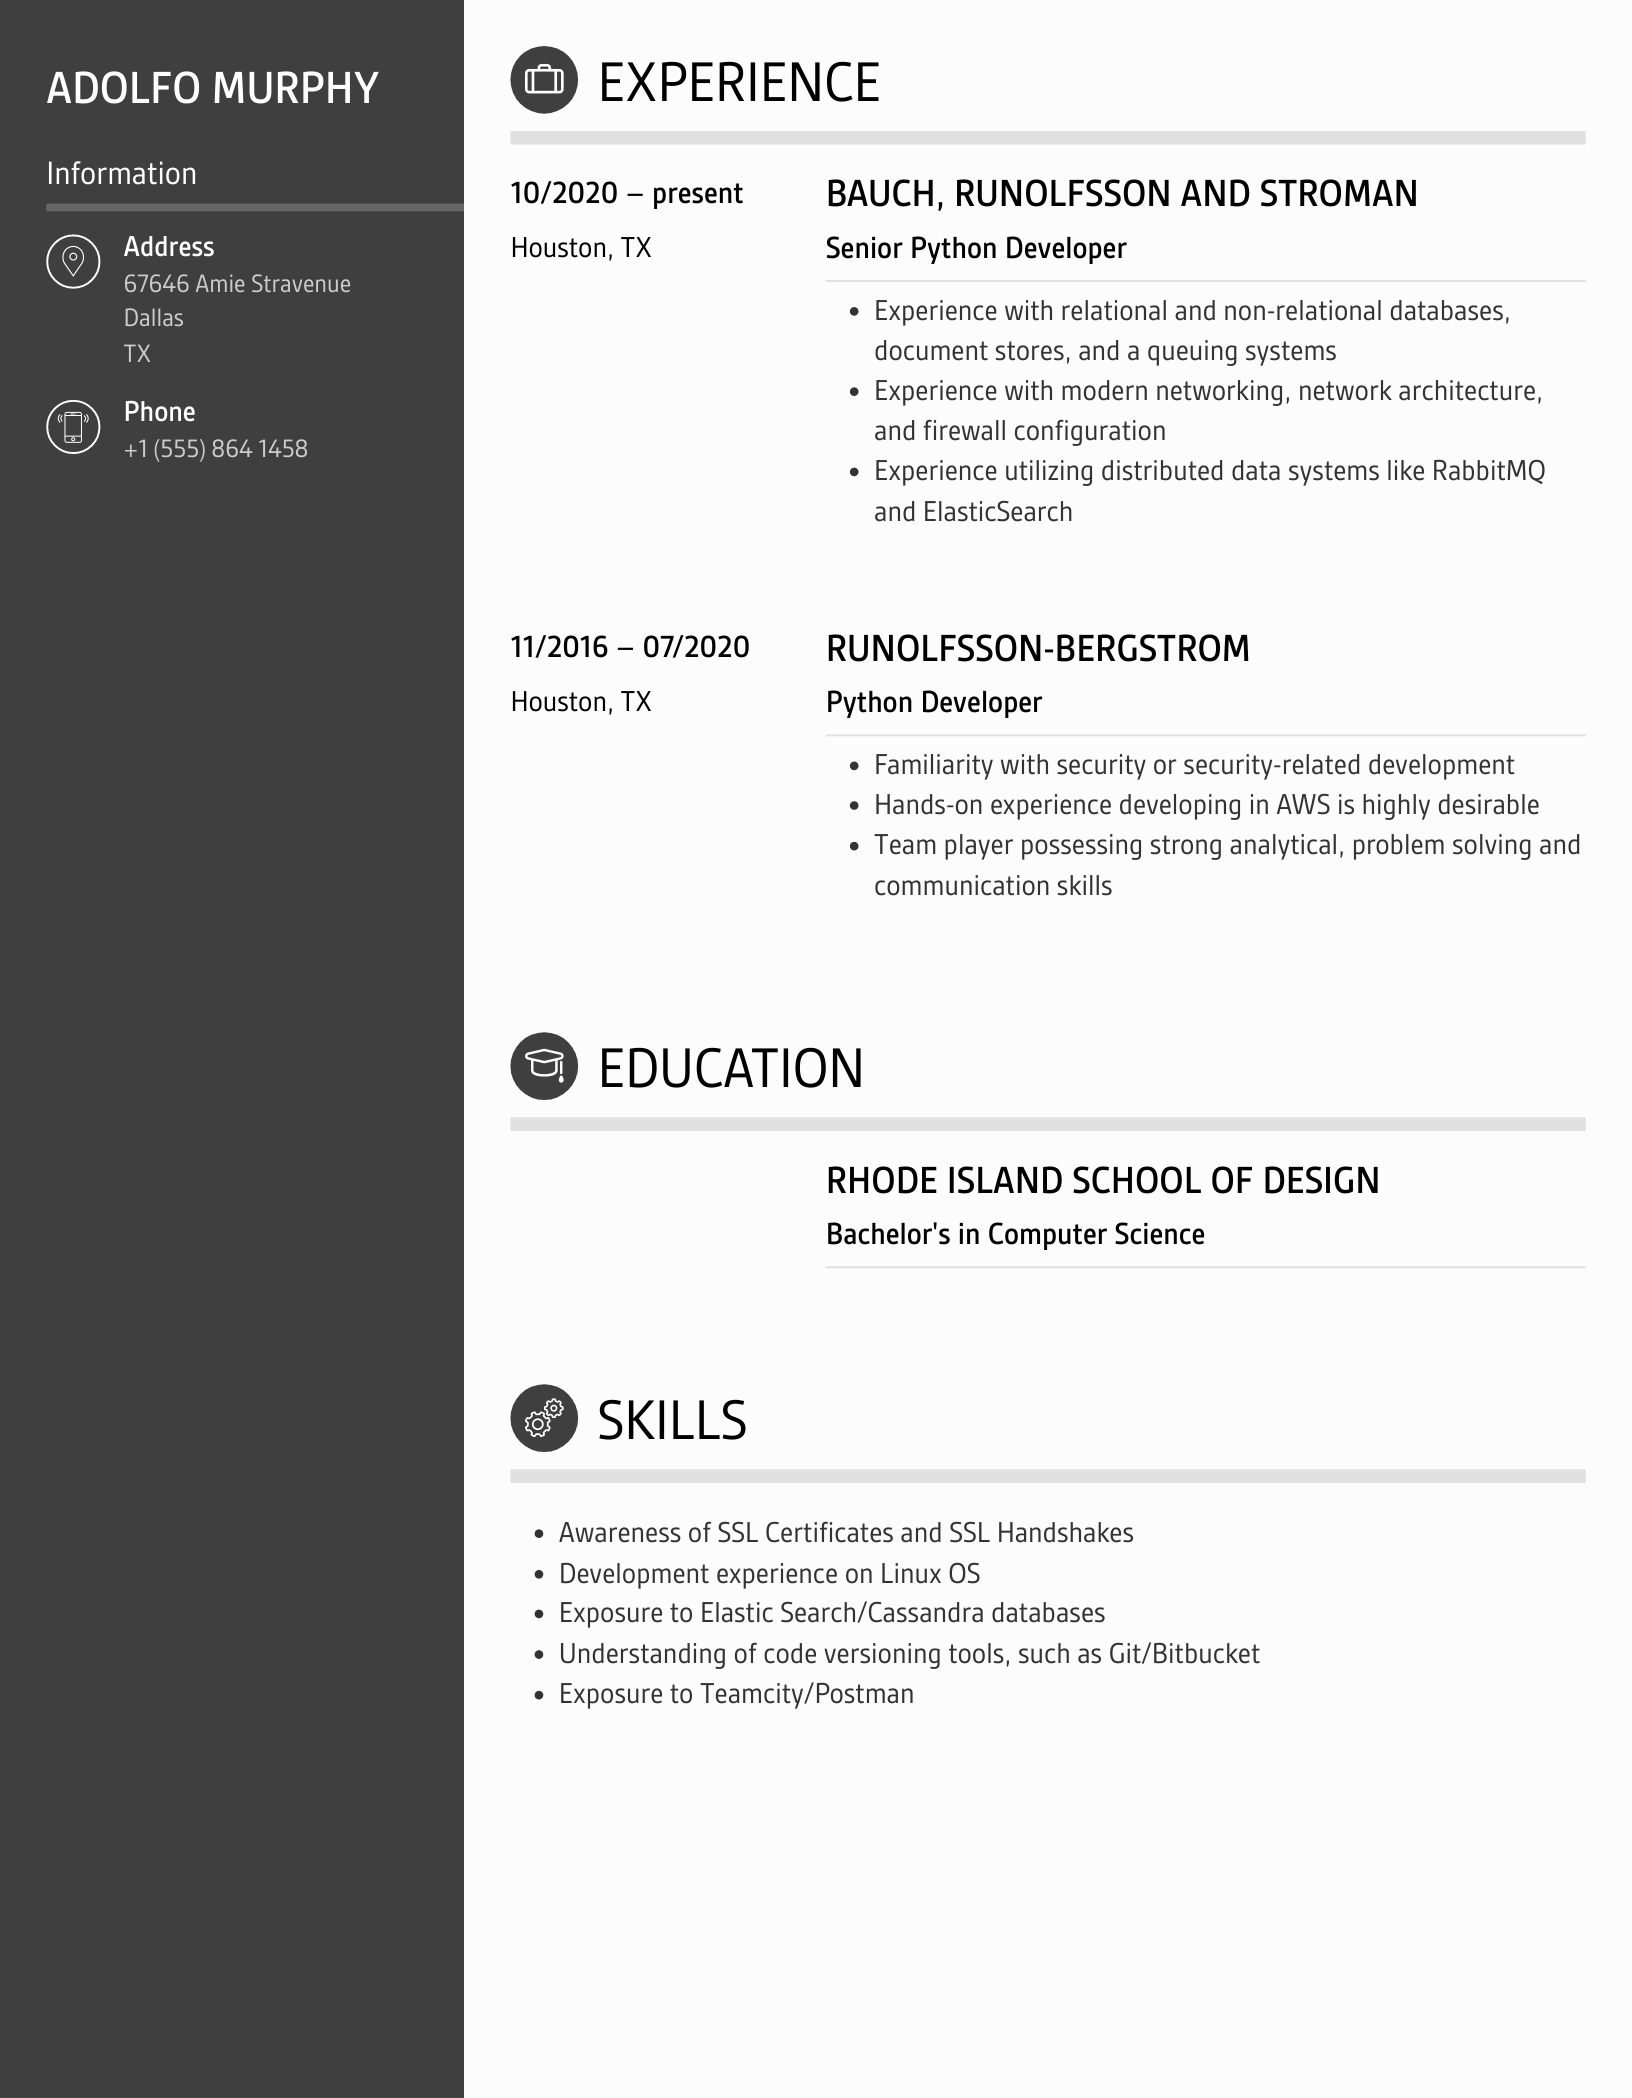 ADOLFO MURPHY
Information
Address
67646 Amie Stravenue
Dallas
TX
Phone
+1 (555) 864 1458
EXPERIENCE
10/2020 – present
Houston, TX
BAUCH, RUNOLFSSON AND STROMAN
Senior Python Developer
• Experience with relational and non-relational databases,
document stores, and a queuing systems
• Experience with modern networking, network architecture,
and firewall configuration
• Experience utilizing distributed data systems like RabbitMQ
and ElasticSearch
11/2016 – 07/2020
Houston, TX
RUNOLFSSON-BERGSTROM
Python Developer
• Familiarity with security or security-related development
• Hands-on experience developing in AWS is highly desirable
• Team player possessing strong analytical, problem solving and
communication skills
EDUCATION
RHODE ISLAND SCHOOL OF DESIGN
Bachelor's in Computer Science
SKILLS
• Awareness of SSL Certificates and SSL Handshakes
• Development experience on Linux OS
• Exposure to Elastic Search/Cassandra databases
• Understanding of code versioning tools, such as Git/Bitbucket
• Exposure to Teamcity/Postman